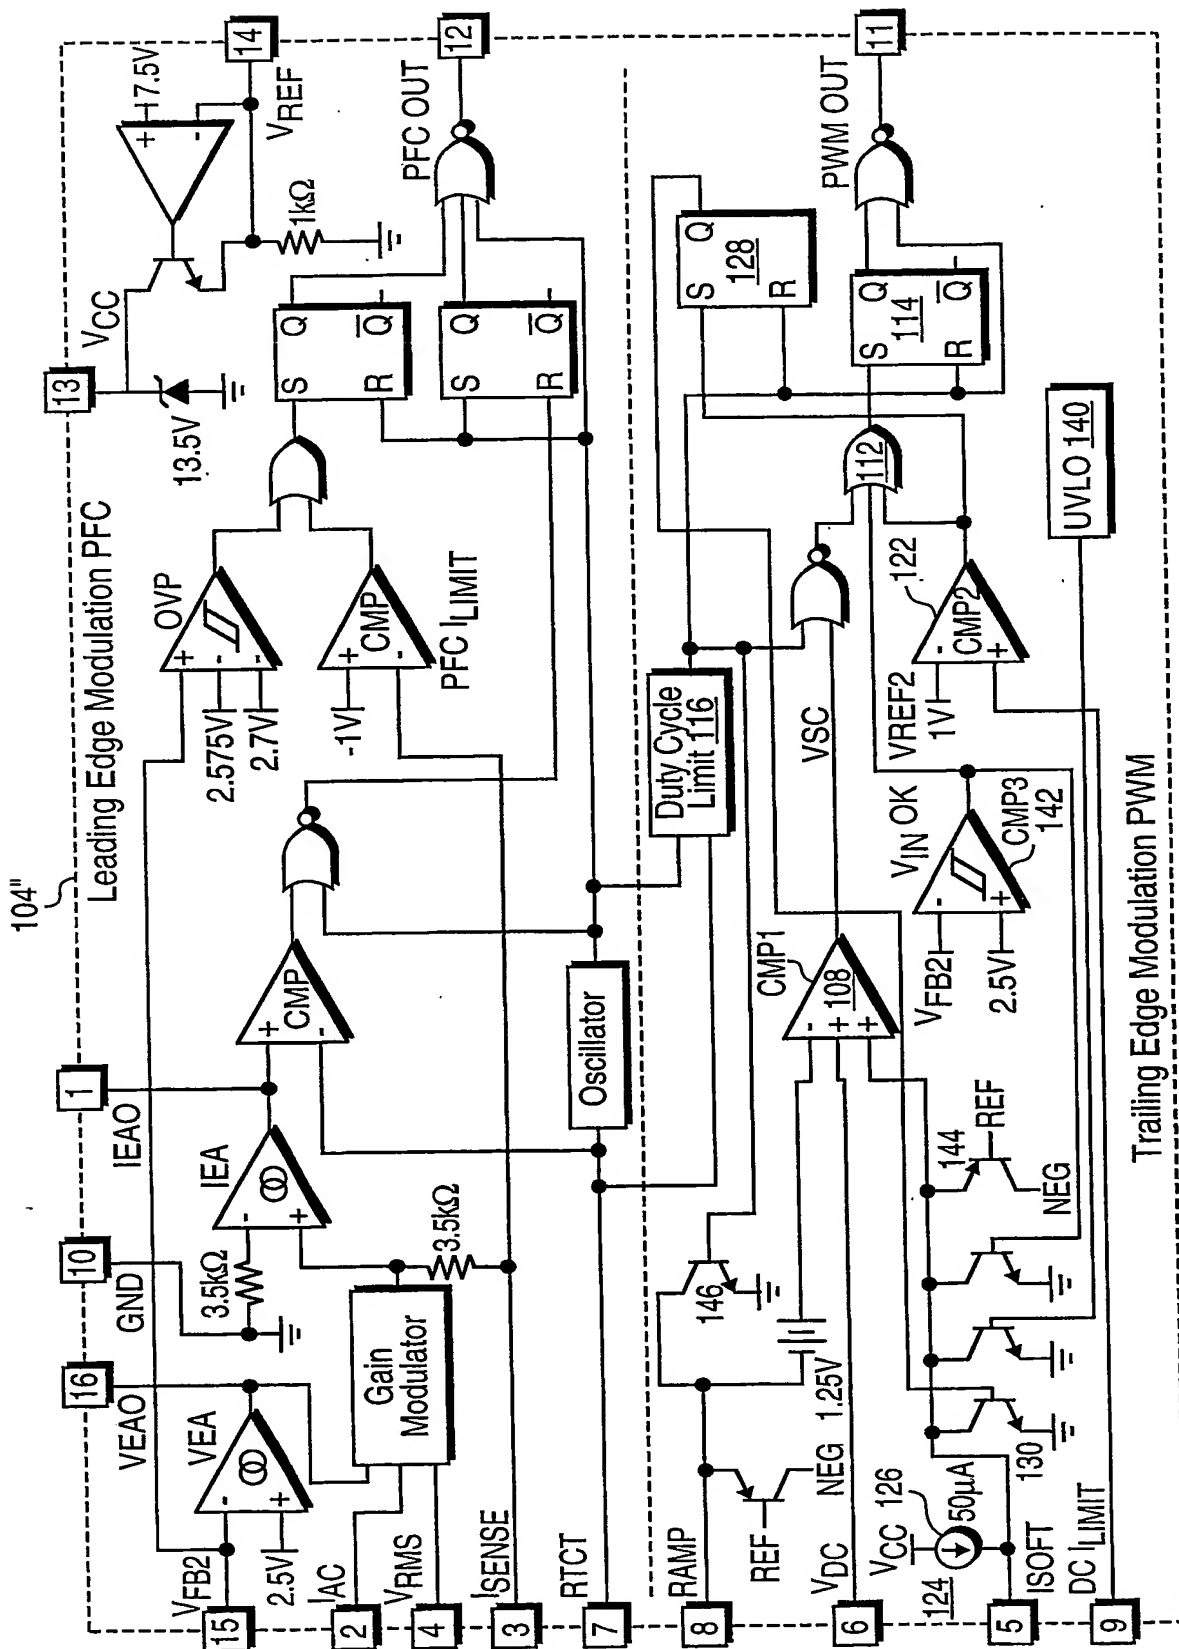 104"
Leading Edge Modulation PFC
16
VEAO
10
GND
1
IEAO
13
VCC
13.5V
+
-
7.5V
VREF
14
1kΩ
15
VFB2
2.5V
-
+
VEA
3.5kΩ
-
+
IEA
+
-
CMP
OVP
+
-
-
2.575V
2.7V
-1V
+
-
CMP
PFC ILIMIT
S
Q
R
Q
S
Q
R
Q
PFC OUT
12
2
IAC
4
VRMS
3
ISENSE
Gain
Modulator
3.5kΩ
7
RTCT
Oscillator
8
RAMP
REF
NEG
146
1.25V
Duty Cycle
Limit 116
6
VDC
CMP1
-
+
+
108
VSC
S
Q
128
R
112
S
Q
114
R
Q
PWM OUT
11
VCC
126
124
50μA
5
ISOFT
130
144
REF
NEG
VFB2
2.5V
-
+
VIN OK
CMP3
142
VREF2
1V
-
+
CMP2
122
UVLO 140
9
DC ILIMIT
Trailing Edge Modulation PWM